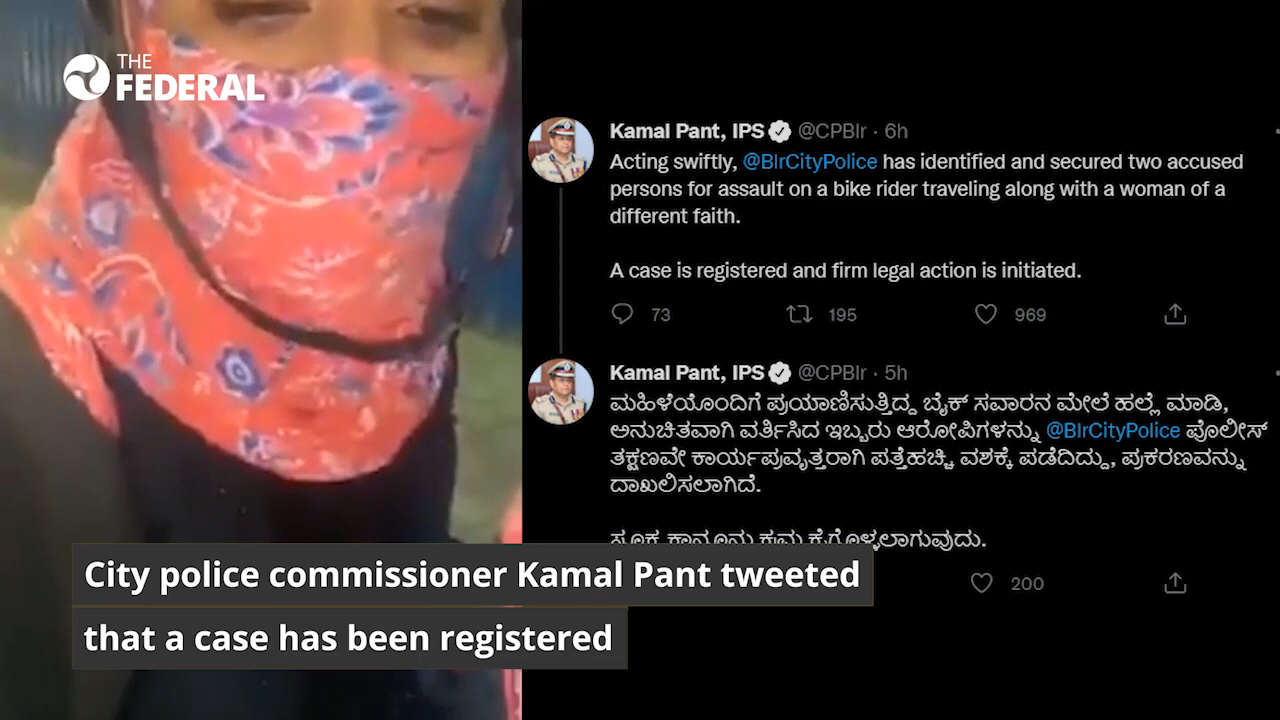 THE
FEDERAL
Kamal Pant, IPS @CPBlr · 6h
Acting swiftly, @BlrCityPolice has identified and secured two accused
persons for assault on a bike rider traveling along with a woman of a
different faith.
A case is registered and firm legal action is initiated.
73 195 969
Kamal Pant, IPS @CPBlr · 5h
ಮಹಿಳೆಯೊಂದಿಗೆ ಪ್ರಯಾಣಿಸುತ್ತಿದ್ದ ಬೈಕ್ ಸವಾರನ ಮೇಲೆ ಹಲ್ಲೆ ಮಾಡಿ,
ಅನುಚಿತವಾಗಿ ವರ್ತಿಸಿದ ಇಬ್ಬರು ಆರೋಪಿಗಳನ್ನು @BlrCityPolice ಪೊಲೀಸ್
ತಕ್ಷಣವೇ ಕಾರ್ಯಪ್ರವೃತ್ತರಾಗಿ ಪತ್ತೆಹಚ್ಚಿ ವಶಕ್ಕೆ ಪಡೆದಿದ್ದು, ಪ್ರಕರಣವನ್ನು
ದಾಖಲಿಸಲಾಗಿದೆ.
ಸೂಕ್ತ ಕಾನೂನು ಕ್ರಮ ಕೈಗೊಳ್ಳಲಾಗುವುದು.
200
City police commissioner Kamal Pant tweeted
that a case has been registered